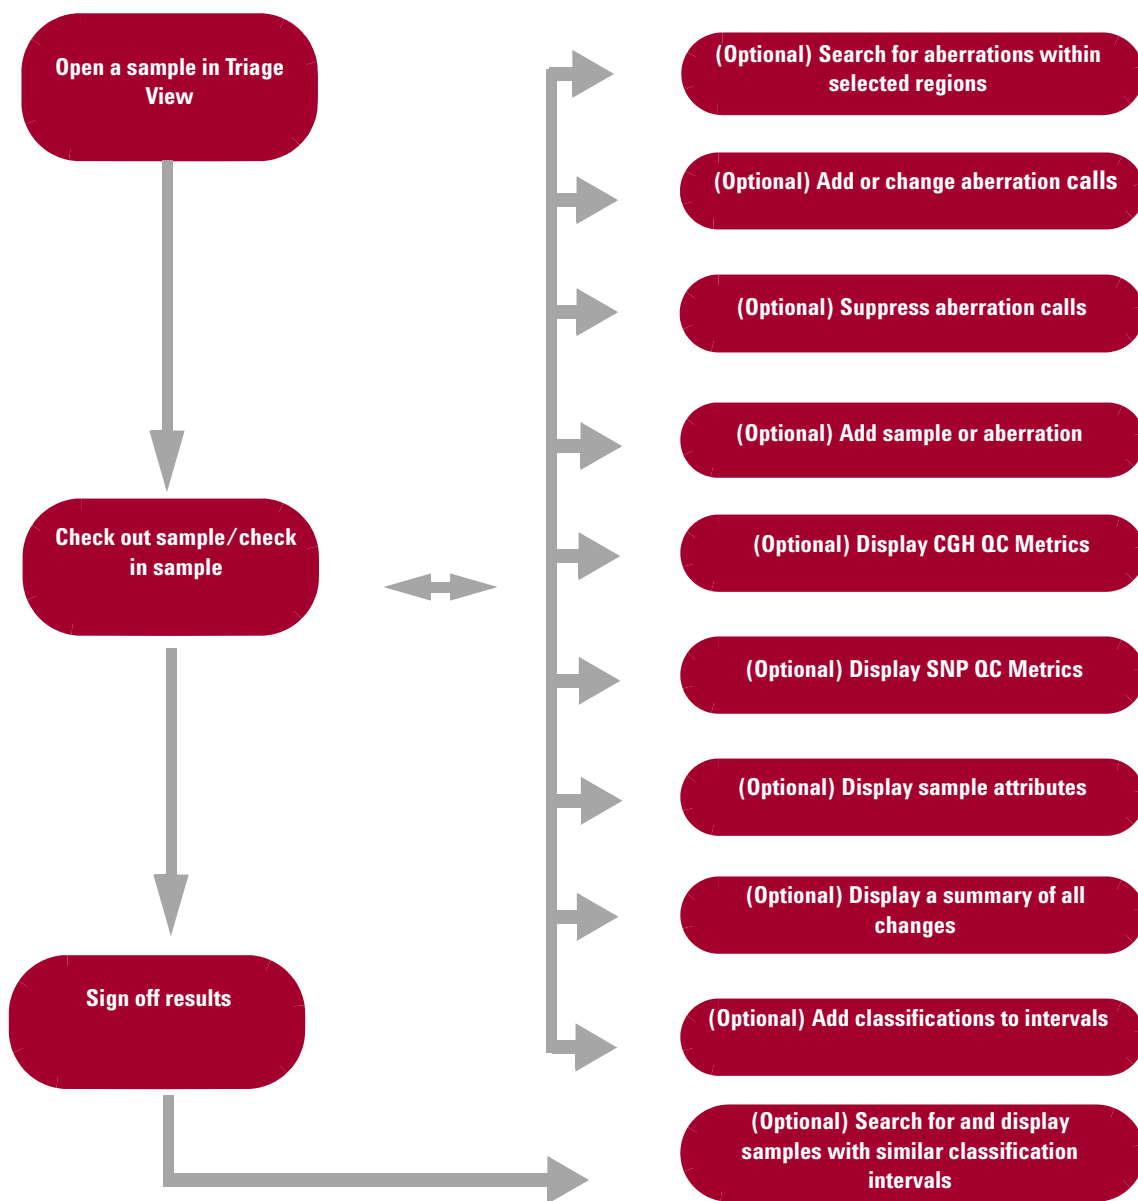 Open a sample in Triage
View
Check out sample/check
in sample
Sign off results
(Optional) Search for aberrations within
selected regions
(Optional) Add or change aberration calls
(Optional) Suppress aberration calls
(Optional) Add sample or aberration
(Optional) Display CGH QC Metrics
(Optional) Display SNP QC Metrics
(Optional) Display sample attributes
(Optional) Display a summary of all
changes
(Optional) Add classifications to intervals
(Optional) Search for and display
samples with similar classification
intervals